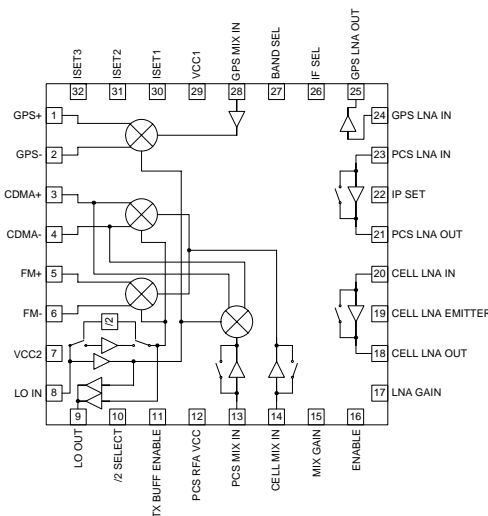 ISET3
ISET2
ISET1
VCC1
GPS MIX IN
BAND SEL
IF SEL
GPS LNA OUT
32
31
30
29
28
27
26
25
GPS+
1
24
GPS LNA IN
GPS-
2
23
PCS LNA IN
CDMA+
3
22
IP SET
CDMA-
4
21
PCS LNA OUT
FM+
5
20
CELL LNA IN
FM-
6
19
CELL LNA EMITTER
/2
VCC2
7
18
CELL LNA OUT
LO IN
8
17
LNA GAIN
9
10
11
12
13
14
15
16
LO OUT
/2 SELECT
TX BUFF ENABLE
PCS RFA VCC
PCS MIX IN
CELL MIX IN
MIX GAIN
ENABLE